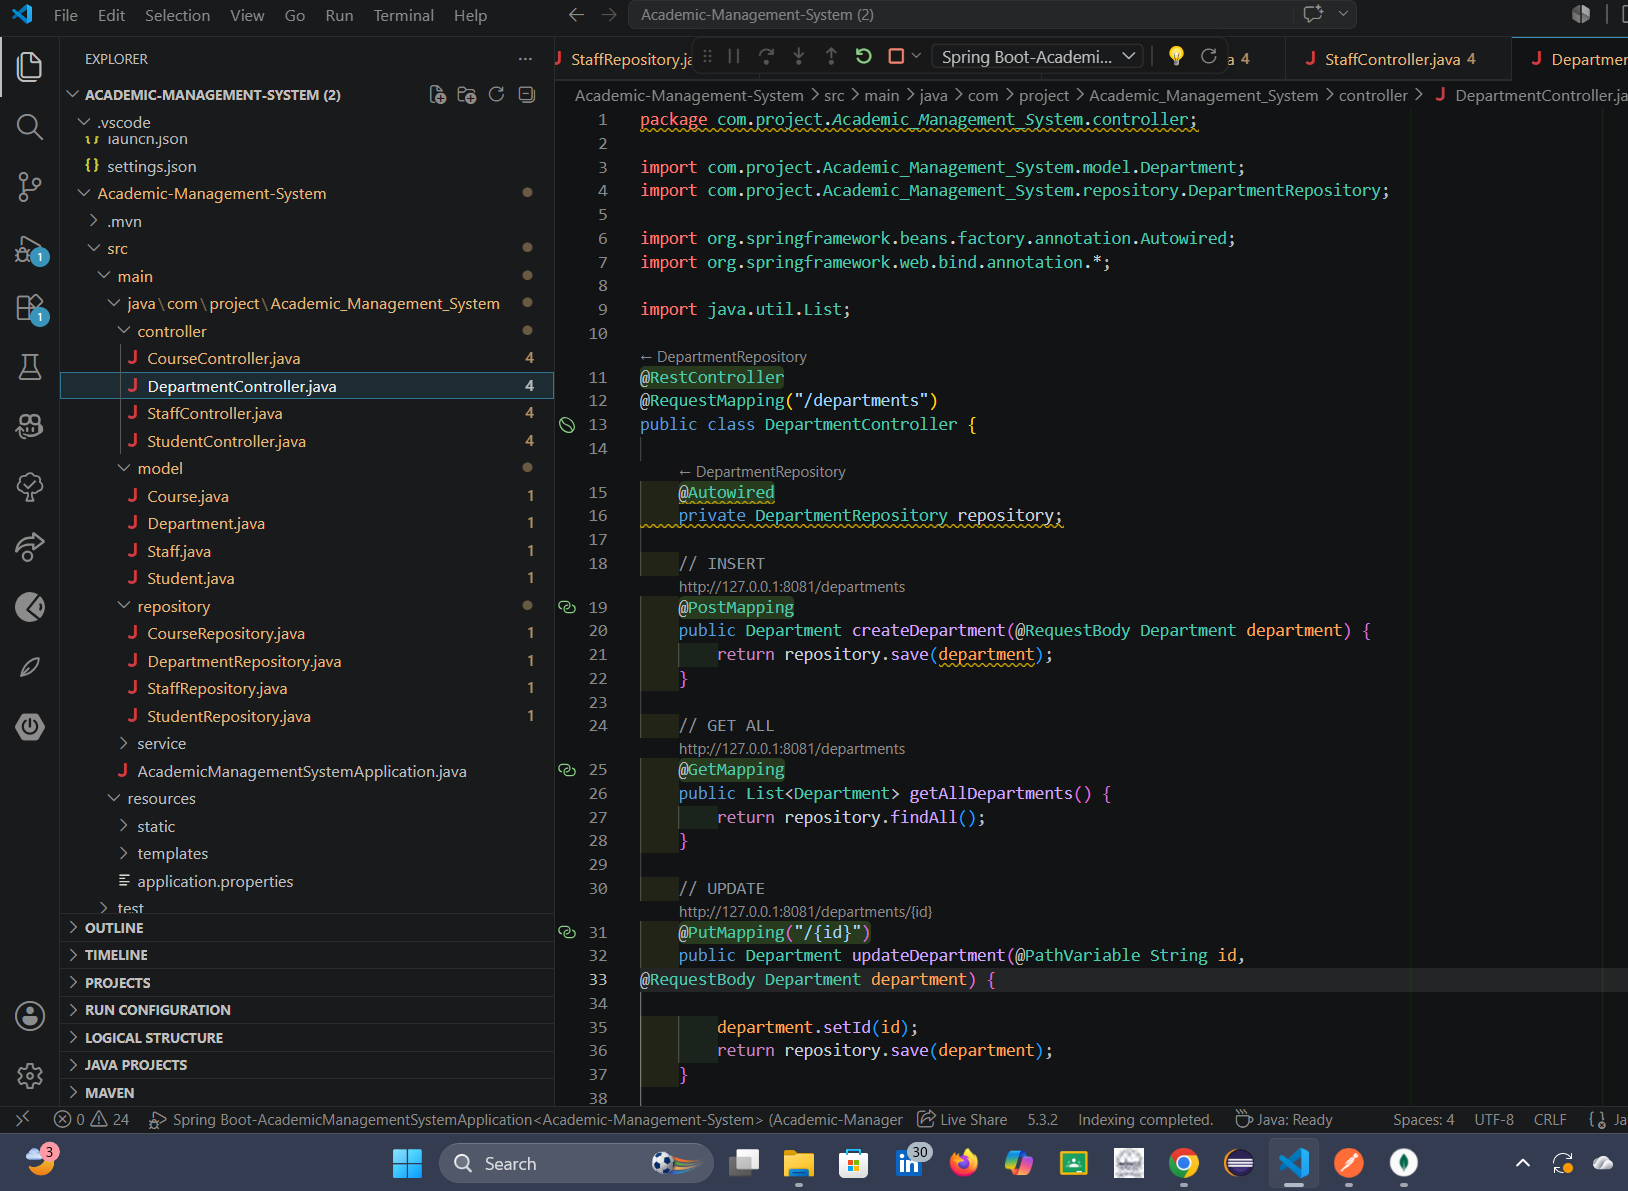 File Edit Selection View Go Run Terminal Help
Academic-Management-System (2)
EXPLORER
ACADEMIC-MANAGEMENT-SYSTEM (2)
.vscode
launch.json
settings.json
Academic-Management-System
.mvn
src
main
java\com\project\Academic_Management_System
controller
CourseController.java 4
DepartmentController.java 4
StaffController.java 4
StudentController.java 4
model
Course.java 1
Department.java 1
Staff.java 1
Student.java 1
repository
CourseRepository.java 1
DepartmentRepository.java 1
StaffRepository.java 1
StudentRepository.java 1
service
AcademicManagementSystemApplication.java
resources
static
templates
application.properties
test
OUTLINE
TIMELINE
PROJECTS
RUN CONFIGURATION
LOGICAL STRUCTURE
JAVA PROJECTS
MAVEN
1
1
StaffRepository.ja
Spring Boot-Academi...
a 4
StaffController.java 4
Departmen
Academic-Management-System > src > main > java > com > project > Academic_Management_System > controller > DepartmentController.ja
1 package com.project.Academic_Management_System.controller;
2
3 import com.project.Academic_Management_System.model.Department;
4 import com.project.Academic_Management_System.repository.DepartmentRepository;
5
6 import org.springframework.beans.factory.annotation.Autowired;
7 import org.springframework.web.bind.annotation.*;
8
9 import java.util.List;
10
← DepartmentRepository
11 @RestController
12 @RequestMapping("/departments")
13 public class DepartmentController {
14
← DepartmentRepository
15 @Autowired
16 private DepartmentRepository repository;
17
18 // INSERT
http://127.0.0.1:8081/departments
19 @PostMapping
20 public Department createDepartment(@RequestBody Department department) {
21 return repository.save(department);
22 }
23
24 // GET ALL
http://127.0.0.1:8081/departments
25 @GetMapping
26 public List<Department> getAllDepartments() {
27 return repository.findAll();
28 }
29
30 // UPDATE
http://127.0.0.1:8081/departments/{id}
31 @PutMapping("/{id}")
32 public Department updateDepartment(@PathVariable String id,
33 @RequestBody Department department) {
34
35 department.setId(id);
36 return repository.save(department);
37 }
38
0 24 Spring Boot-AcademicManagementSystemApplication<Academic-Management-System> (Academic-Manager Live Share 5.3.2 Indexing completed. Java: Ready Spaces: 4 UTF-8 CRLF { } Ja
3
Search
30